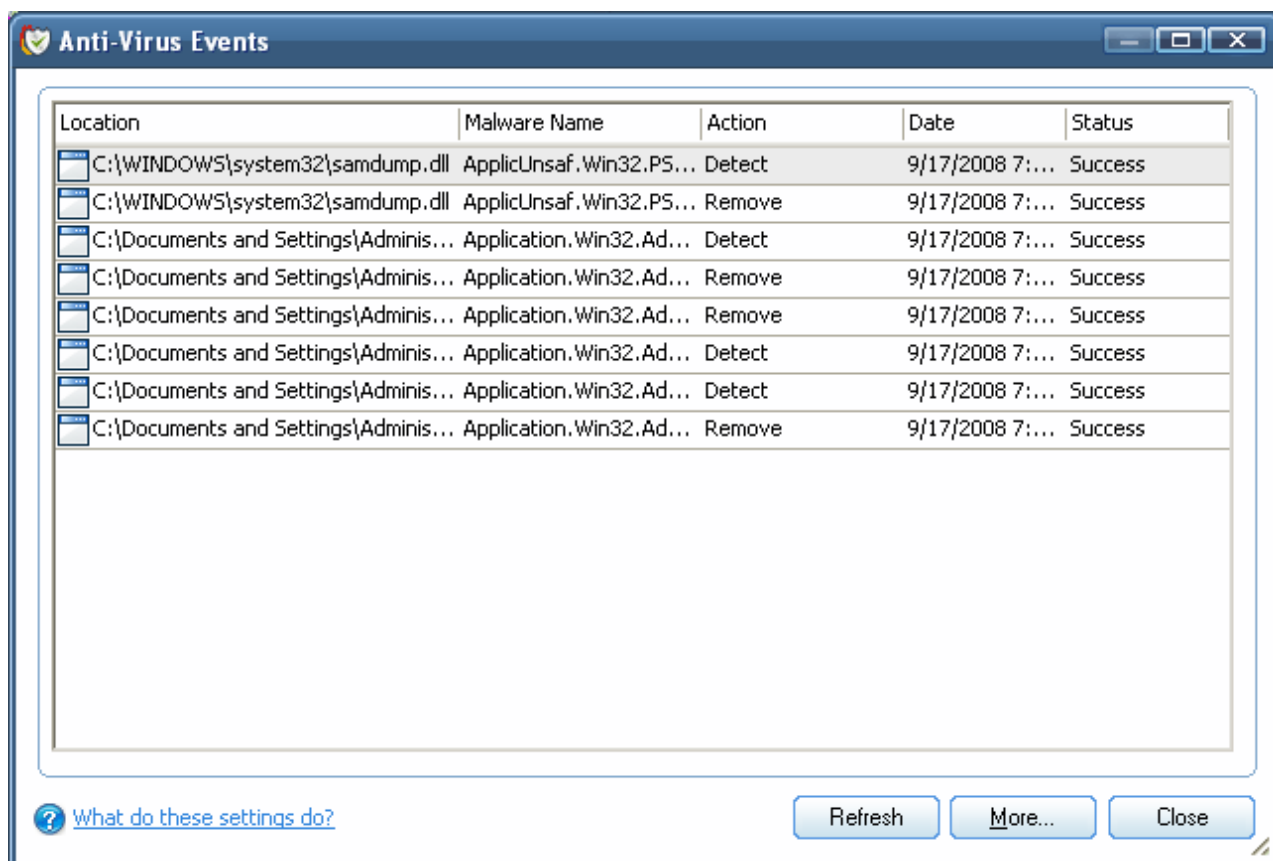 Anti-Virus Events
Location Malware Name Action Date Status
C:\WINDOWS\system32\samdump.dll ApplicUnsaf.Win32.PS... Detect 9/17/2008 7:... Success
C:\WINDOWS\system32\samdump.dll ApplicUnsaf.Win32.PS... Remove 9/17/2008 7:... Success
C:\Documents and Settings\Adminis... Application.Win32.Ad... Detect 9/17/2008 7:... Success
C:\Documents and Settings\Adminis... Application.Win32.Ad... Remove 9/17/2008 7:... Success
C:\Documents and Settings\Adminis... Application.Win32.Ad... Remove 9/17/2008 7:... Success
C:\Documents and Settings\Adminis... Application.Win32.Ad... Detect 9/17/2008 7:... Success
C:\Documents and Settings\Adminis... Application.Win32.Ad... Detect 9/17/2008 7:... Success
C:\Documents and Settings\Adminis... Application.Win32.Ad... Remove 9/17/2008 7:... Success
What do these settings do? Refresh More... Close